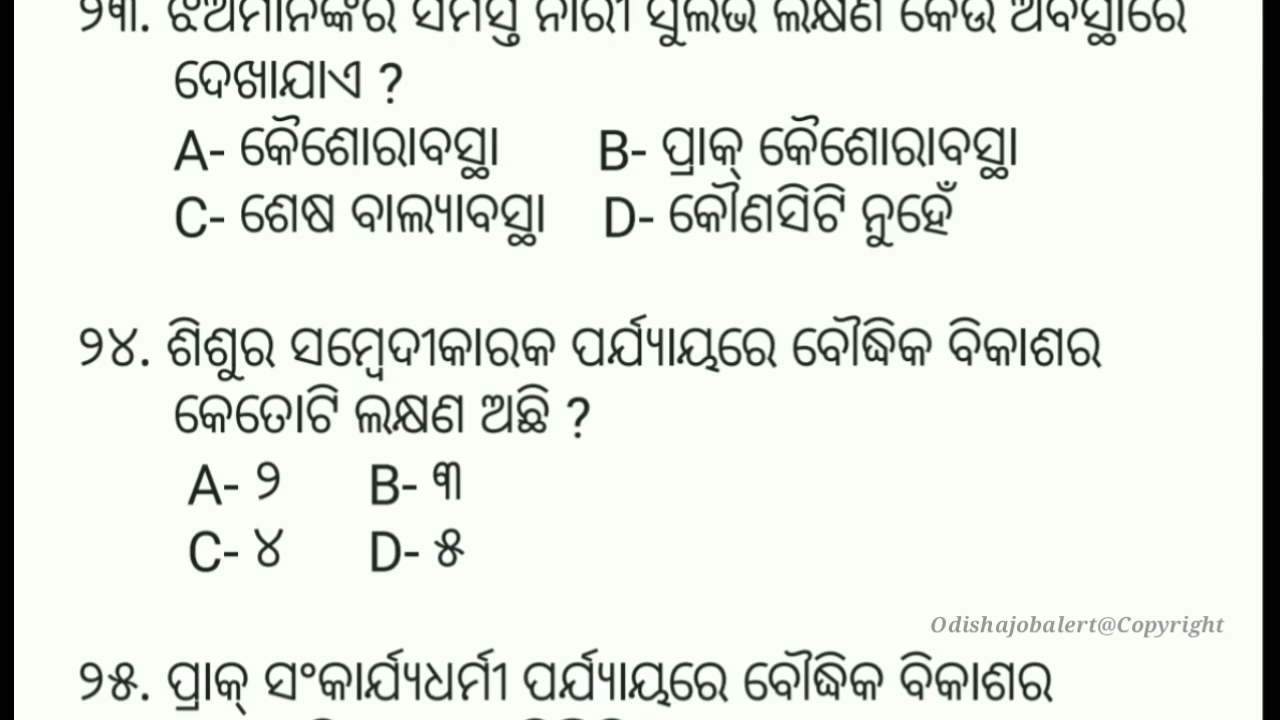 ୨୩. ଝିଅମାନଙ୍କର ସମସ୍ତ ନାରୀ ସୁଲଭ ଲକ୍ଷଣ କେଉଁ ଅବସ୍ଥାରେ
ଦେଖାଯାଏ ?
A- କୈଶୋରାବସ୍ଥା B- ପ୍ରାକ୍ କୈଶୋରାବସ୍ଥା
C- ଶେଷ ବାଲ୍ୟାବସ୍ଥା D- କୌଣସିଟି ନୁହେଁ
୨୪. ଶିଶୁର ସମ୍ବେଦୀକାରକ ପର୍ଯ୍ୟାୟରେ ବୌଦ୍ଧିକ ବିକାଶର
କେତୋଟି ଲକ୍ଷଣ ଅଛି ?
A- ୨ B- ୩
C- ୪ D- ୫
Odishajobalert@Copyright
୨୫. ପ୍ରାକ୍ ସଂକାର୍ଯ୍ୟଧର୍ମୀ ପର୍ଯ୍ୟାୟରେ ବୌଦ୍ଧିକ ବିକାଶର